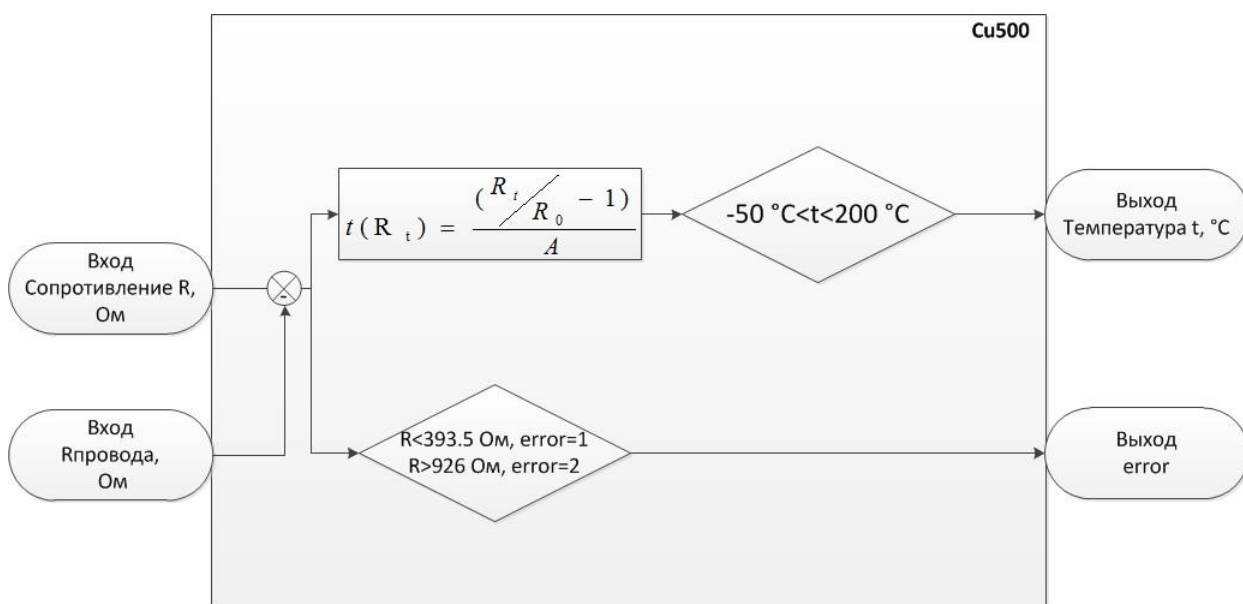 Cu500
t(R t) = (R t / R 0 - 1) / A
-50 °C<t<200 °C
Выход
Температура t, °C
Вход
Сопротивление R,
Ом
-
Вход
Rпровода,
Ом
R<393.5 Ом, error=1
R>926 Ом, error=2
Выход
error